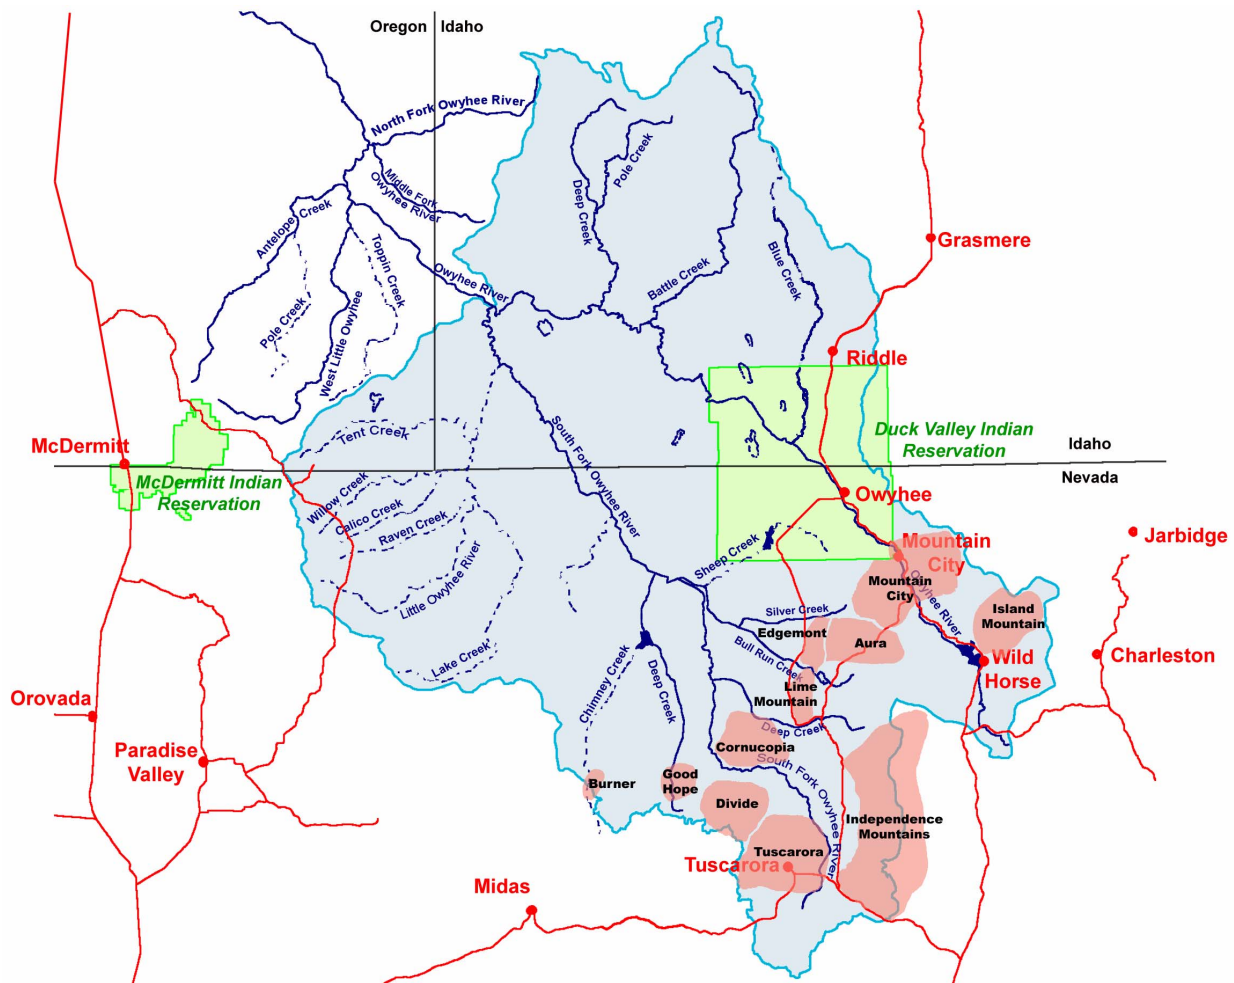 Oregon
Idaho
North Fork Owyhee River
Middle Fork
Owyhee River
Antelope Creek
Pole Creek
Toppin Creek
West Little Owyhee
Owyhee River
Deep Creek
Pole Creek
Battle Creek
Blue Creek
Grasmere
Riddle
Duck Valley Indian
Reservation
Idaho
Nevada
McDermitt
McDermitt Indian
Reservation
Tent Creek
Willow Creek
Calico Creek
Raven Creek
Little Owyhee River
Lake Creek
South Fork Owyhee River
Owyhee
Sheep Creek
Mountain
City
Mountain
City
Owyhee River
Jarbidge
Island
Mountain
Silver Creek
Edgemont
Aura
Bull Run Creek
Wild
Horse
Charleston
Lime
Mountain
Chimney Creek
Deep Creek
Deep Creek
Cornucopia
South Fork Owyhee River
Orovada
Paradise
Valley
Burner
Good
Hope
Divide
Independence
Mountains
Tuscarora
Tuscarora
Midas